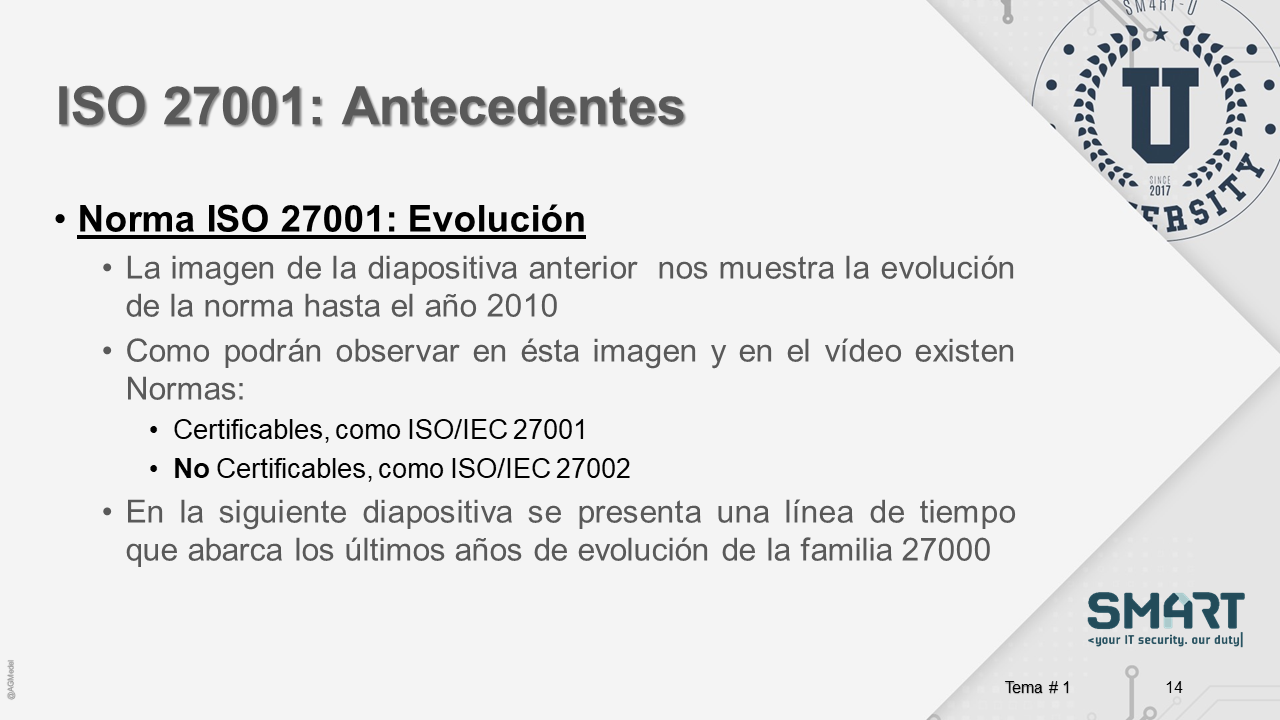 SM4RT-U
U
SINCE
2017
ERSITY
ISO 27001: Antecedentes
• Norma ISO 27001: Evolución
• La imagen de la diapositiva anterior nos muestra la evolución
de la norma hasta el año 2010
• Como podrán observar en ésta imagen y en el vídeo existen
Normas:
• Certificables, como ISO/IEC 27001
• No Certificables, como ISO/IEC 27002
• En la siguiente diapositiva se presenta una línea de tiempo
que abarca los últimos años de evolución de la familia 27000
SM4RT
<your IT security. our duty|
@AGMedel
Tema # 1
14